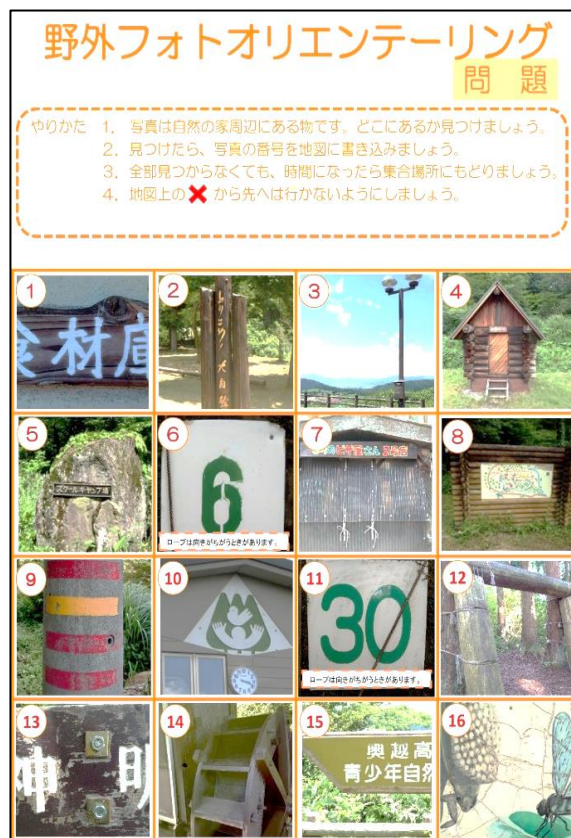 野外フォトオリエンテーリング
問 題
やりかた 1. 写真は自然の家周辺にある物です。どこにあるか見つけましょう。
2. 見つけたら、写真の番号を地図に書き込みましょう。
3. 全部見つからなくても、時間になったら集合場所にもどりましょう。
4. 地図上の❌から先へは行かないようにしましょう。
1
食材庫
2
3
4
5
スクールキャンプ場
6
6
ロープは向きがちがうときがあります。
7
8
9
10
11
30
ロープは向きがちがうときがあります。
12
13
14
15
奥越高
青少年自然
16